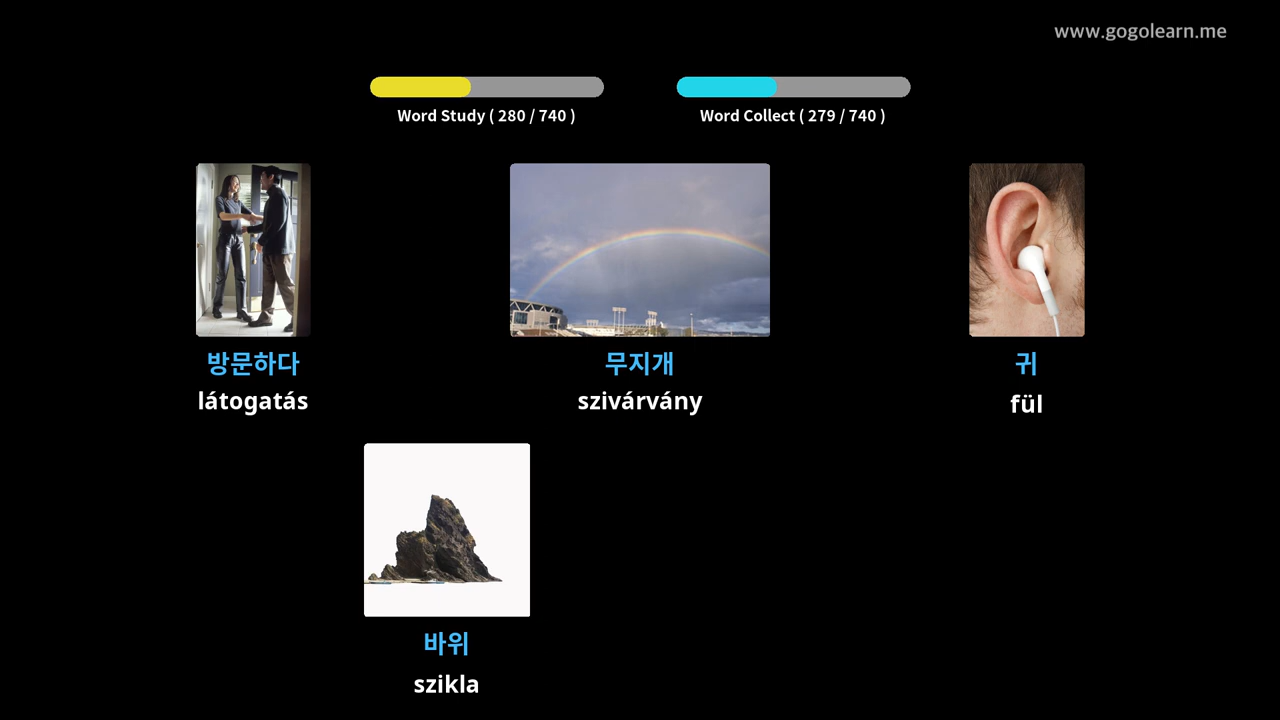 www.gogolearn.me
Word Study ( 280 / 740 )
Word Collect ( 279 / 740 )
방문하다
látogatás
무지개
szivárvány
귀
fül
바위
szikla